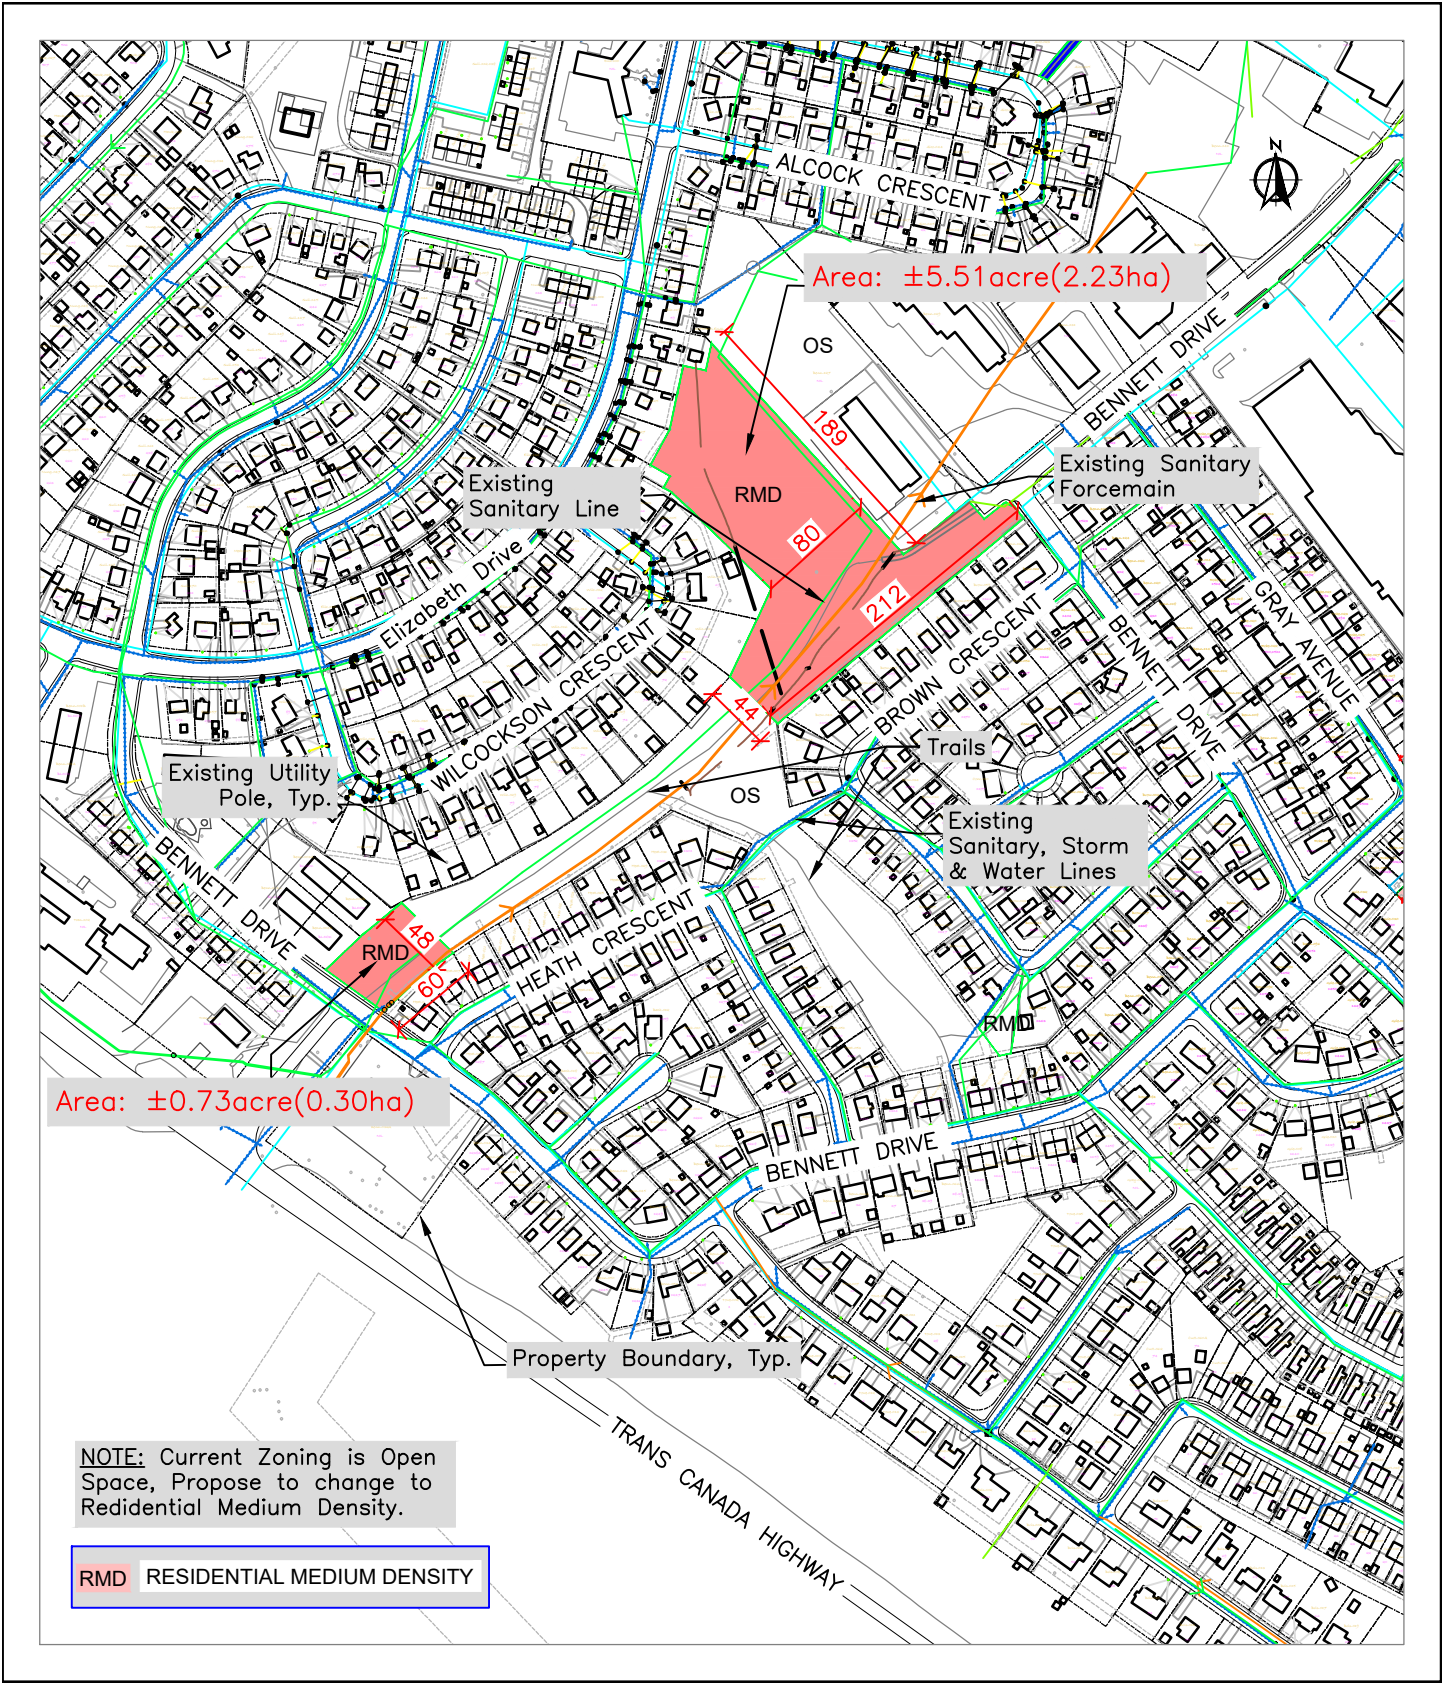 N
ALCOCK CRESCENT
Area: ±5.51acre(2.23ha)
OS
BENNETT DRIVE
189
Existing
Sanitary Line
RMD
Existing Sanitary
Forcemain
80
212
Elizabeth Drive
WILCOCKSON CRESCENT
BROWN CRESCENT
GRAY AVENUE
BENNETT DRIVE
44
Trails
Existing Utility
Pole, Typ.
OS
Existing
Sanitary, Storm
& Water Lines
BENNETT DRIVE
RMD
48
60
HEATH CRESCENT
RMD
Area: ±0.73acre(0.30ha)
BENNETT DRIVE
Property Boundary, Typ.
TRANS CANADA HIGHWAY
NOTE: Current Zoning is Open
Space, Propose to change to
Redidential Medium Density.
RMD
RESIDENTIAL MEDIUM DENSITY